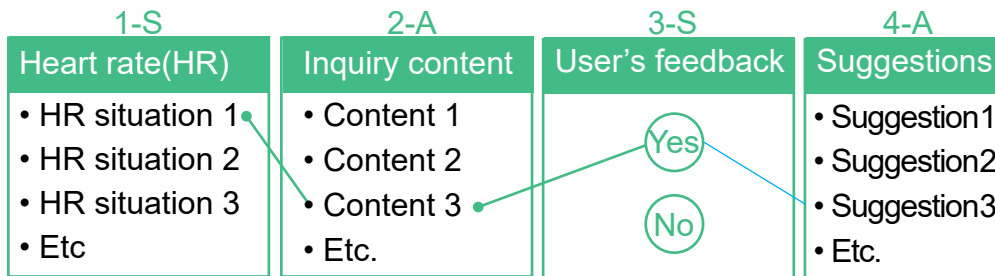 1-S
2-A
3-S
4-A
Heart rate(HR)
Inquiry content
User's feedback
Suggestions
• HR situation 1
• HR situation 2
• HR situation 3
• Etc
• Content 1
• Content 2
• Content 3
• Etc.
Yes
No
• Suggestion1
• Suggestion2
• Suggestion3
• Etc.